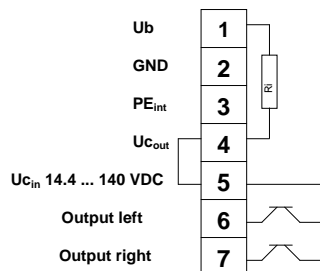 Ub 1
GND 2
PEint 3
Ucout 4
Ucin 14.4 ... 140 VDC 5
Output left 6
Output right 7
Ri